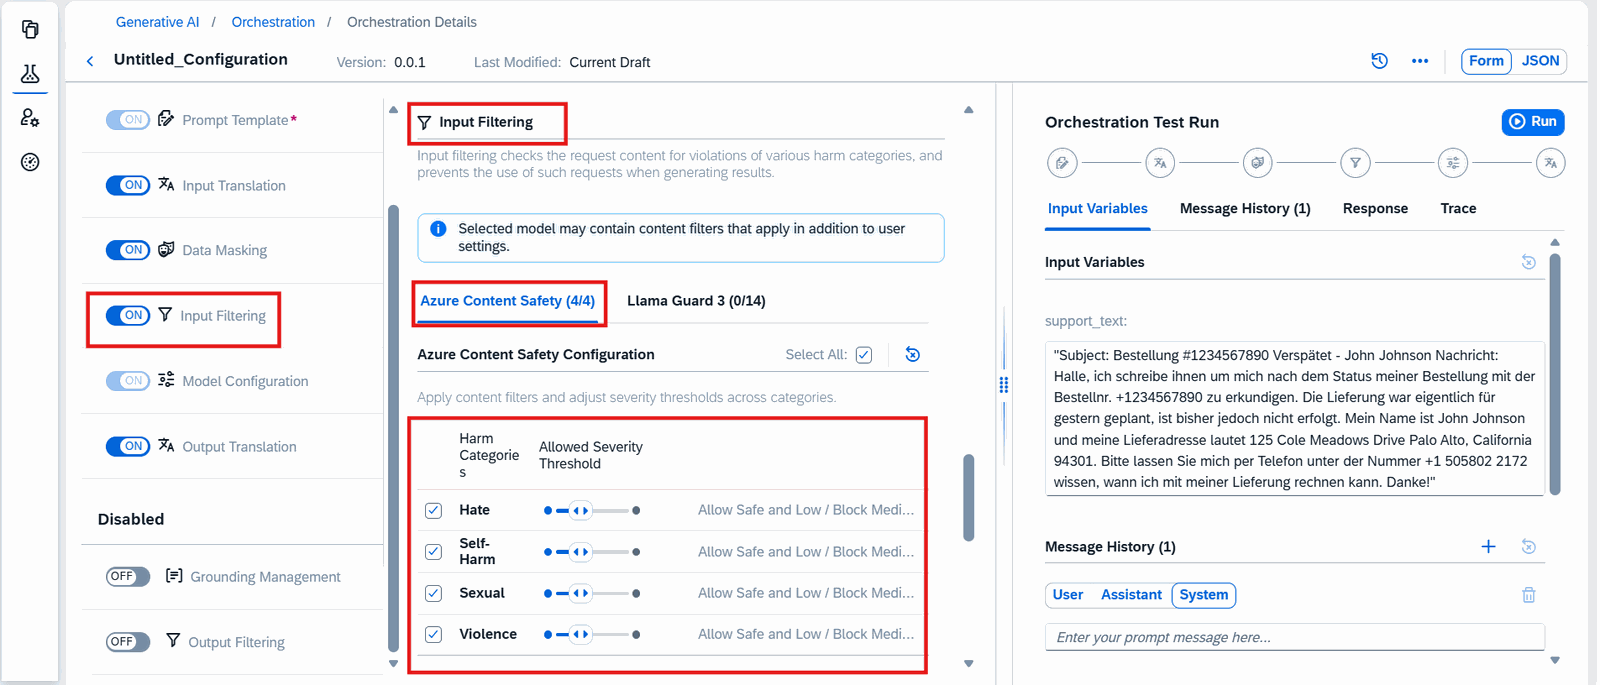 Generative AI / Orchestration / Orchestration Details
Untitled_Configuration Version: 0.0.1 Last Modified: Current Draft
Form JSON
ON Prompt Template*
ON Input Translation
ON Data Masking
ON Input Filtering
ON Model Configuration
ON Output Translation
Disabled
OFF Grounding Management
OFF Output Filtering
Input Filtering
Input filtering checks the request content for violations of various harm categories, and
prevents the use of such requests when generating results.
Selected model may contain content filters that apply in addition to user
settings.
Azure Content Safety (4/4) Llama Guard 3 (0/14)
Azure Content Safety Configuration Select All:
Apply content filters and adjust severity thresholds across categories.
Harm
Categorie
s
Allowed Severity
Threshold
Hate Allow Safe and Low / Block Medi...
Self-
Harm
Allow Safe and Low / Block Medi...
Sexual Allow Safe and Low / Block Medi...
Violence Allow Safe and Low / Block Medi...
Orchestration Test Run Run
Input Variables Message History (1) Response Trace
Input Variables
support_text:
"Subject: Bestellung #1234567890 Verspätet - John Johnson Nachricht:
Halle, ich schreibe ihnen um mich nach dem Status meiner Bestellung mit der
Bestellnr. +1234567890 zu erkundigen. Die Lieferung war eigentlich für
gestern geplant, ist bisher jedoch nicht erfolgt. Mein Name ist John Johnson
und meine Lieferadresse lautet 125 Cole Meadows Drive Palo Alto, California
94301. Bitte lassen Sie mich per Telefon unter der Nummer +1 505802 2172
wissen, wann ich mit meiner Lieferung rechnen kann. Danke!"
Message History (1)
User Assistant System
Enter your prompt message here...